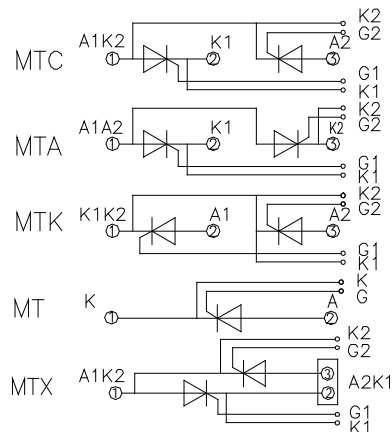 K2
G2
A1K2 K1 A2
MTC 1 2 3
G1
K1
K2
G2
A1A2 K1 K2
MTA 1 2 3
G1
K1
K2
G2
K1K2 A1 A2
MTK 1 2 3
G1
K1
K
G
K A
MT 1 2
K2
G2
3
A1K2 A2K1
MTX 1 2
G1
K1